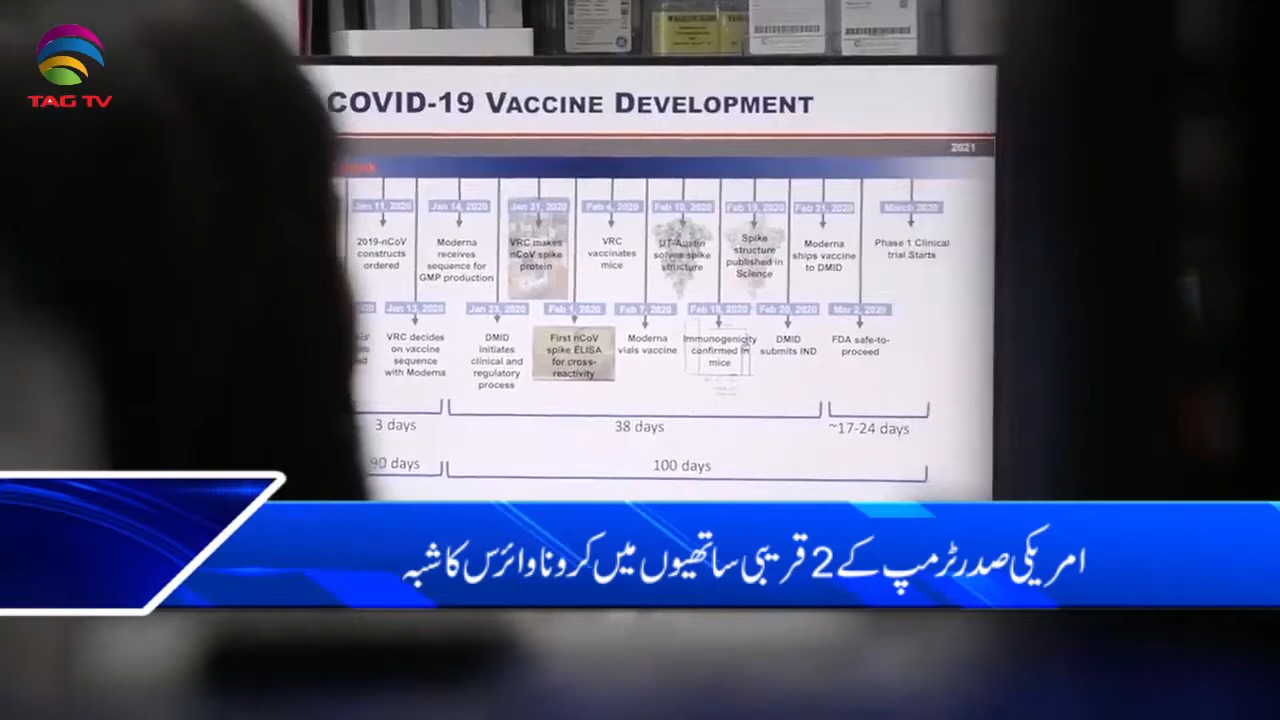 TAG TV
COVID-19 VACCINE DEVELOPMENT
2021
Jan 11, 2020
Jan 14, 2020
Jan 31, 2020
Feb 4, 2020
Feb 10, 2020
Feb 19, 2020
Feb 21, 2020
March 2020
2019-nCoV
constructs
ordered
Moderna
receives
sequence for
GMP production
VRC makes
nCoV spike
protein
VRC
vaccinates
mice
UT-Austin
solves spike
structure
Spike
structure
published in
Science
Moderna
ships vaccine
to DMID
Phase 1 Clinical
trial Starts
Jan 13, 2020
Jan 23, 2020
Feb 1, 2020
Feb 7, 2020
Feb 20, 2020
Mar 2, 2020
VRC decides
on vaccine
sequence
with Moderna
DMID
initiates
clinical and
regulatory
process
First nCoV
spike ELISA
for cross-
reactivity
Moderna
vials vaccine
Immunogenicity
confirmed in
mice
DMID
submits IND
FDA safe-to-
proceed
3 days
38 days
~17-24 days
90 days
100 days
امریکی صدر ٹرمپ کے 2 قریبی ساتھیوں میں کرونا وائرس کا شبہ